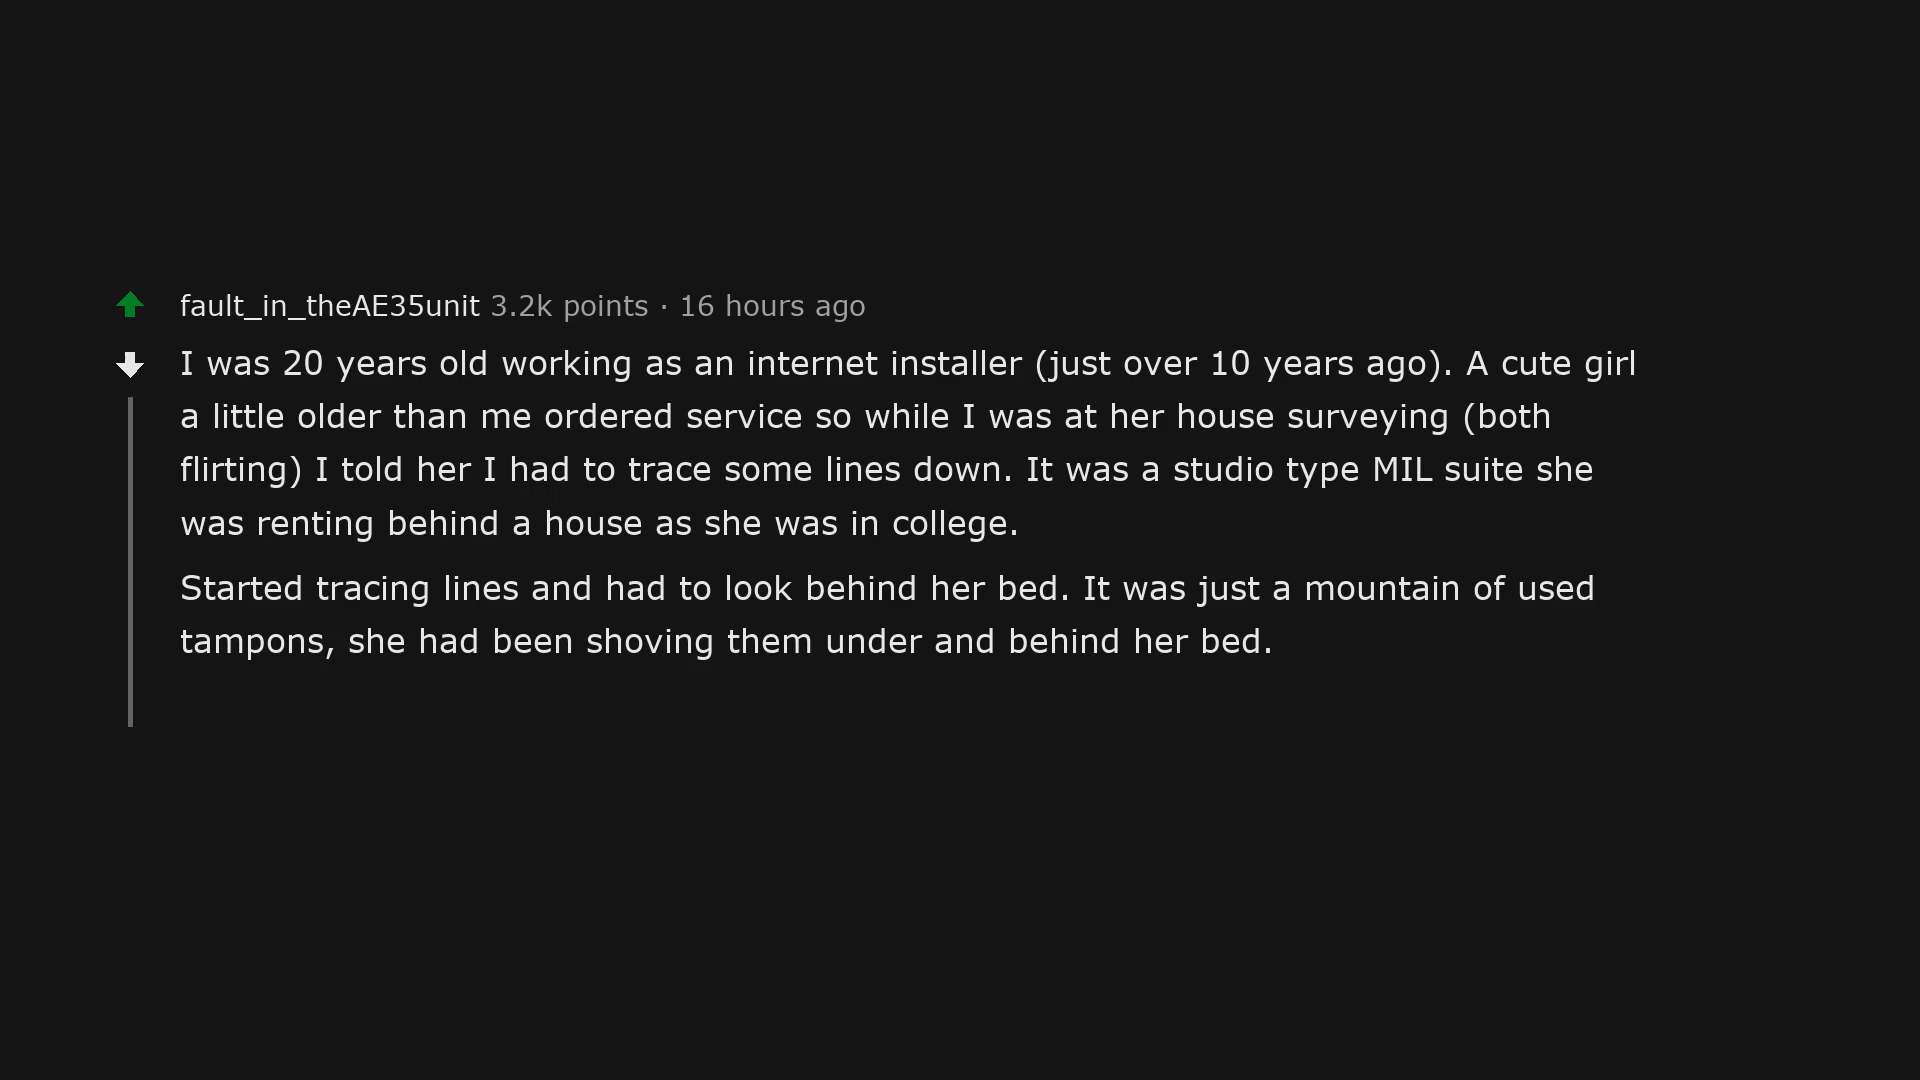 fault_in_theAE35unit 3.2k points · 16 hours ago
I was 20 years old working as an internet installer (just over 10 years ago). A cute girl
a little older than me ordered service so while I was at her house surveying (both
flirting) I told her I had to trace some lines down. It was a studio type MIL suite she
was renting behind a house as she was in college.
Started tracing lines and had to look behind her bed. It was just a mountain of used
tampons, she had been shoving them under and behind her bed.